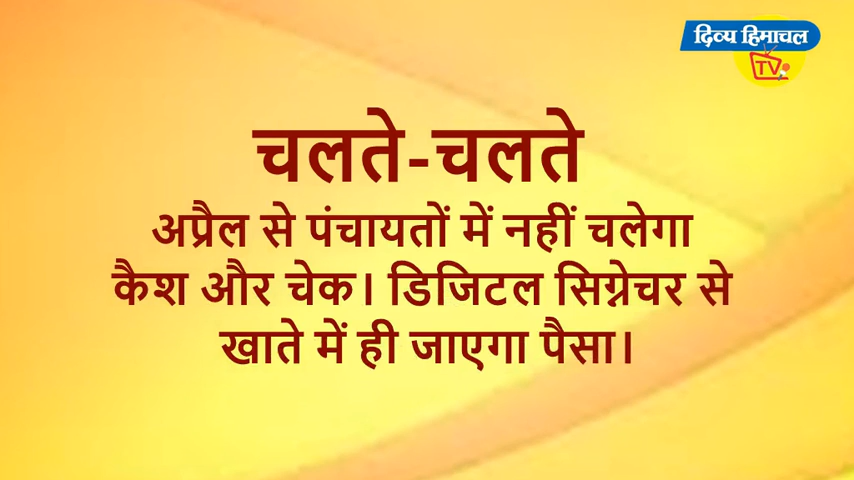 दिव्य हिमाचल
TV
चलते-चलते
अप्रैल से पंचायतों में नहीं चलेगा
कैश और चेक। डिजिटल सिग्नेचर से
खाते में ही जाएगा पैसा।